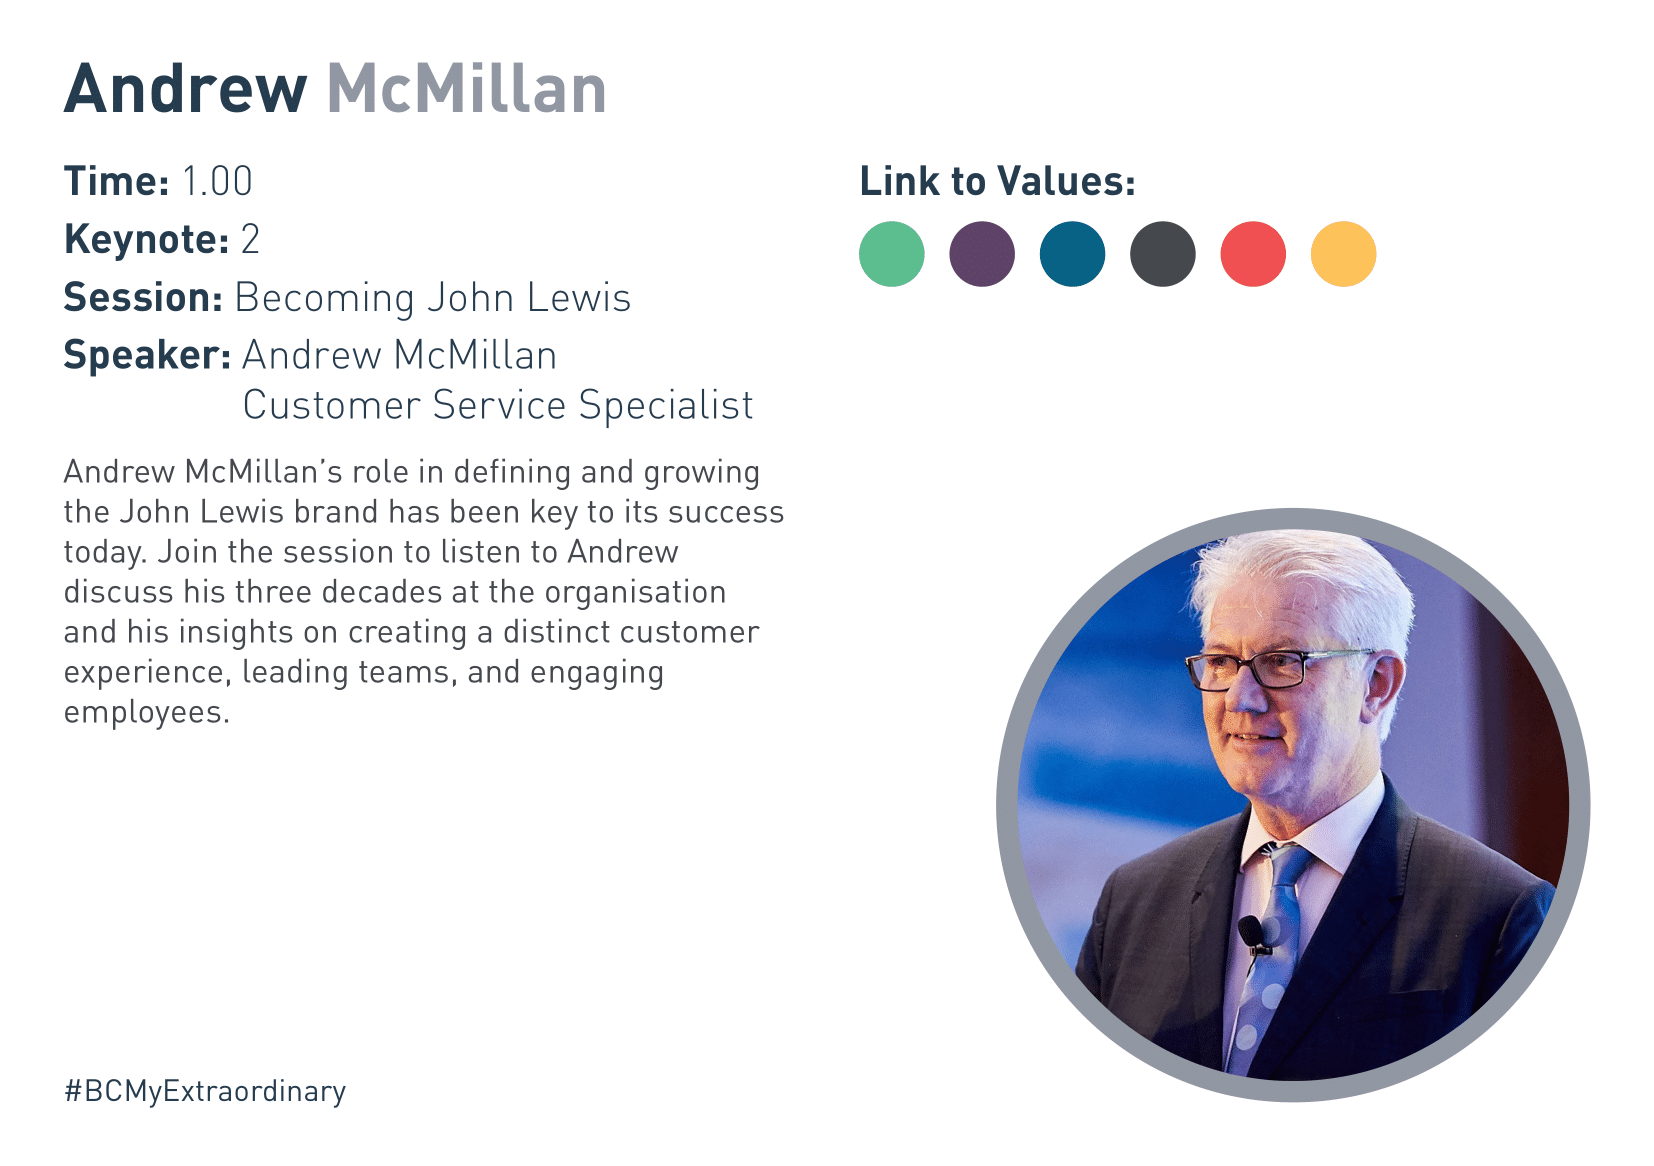 Andrew McMillan
Time: 1.00
Keynote: 2
Session: Becoming John Lewis
Speaker: Andrew McMillan
Customer Service Specialist
Andrew McMillan’s role in defining and growing
the John Lewis brand has been key to its success
today. Join the session to listen to Andrew
discuss his three decades at the organisation
and his insights on creating a distinct customer
experience, leading teams, and engaging
employees.
#BCMyExtraordinary
Link to Values: